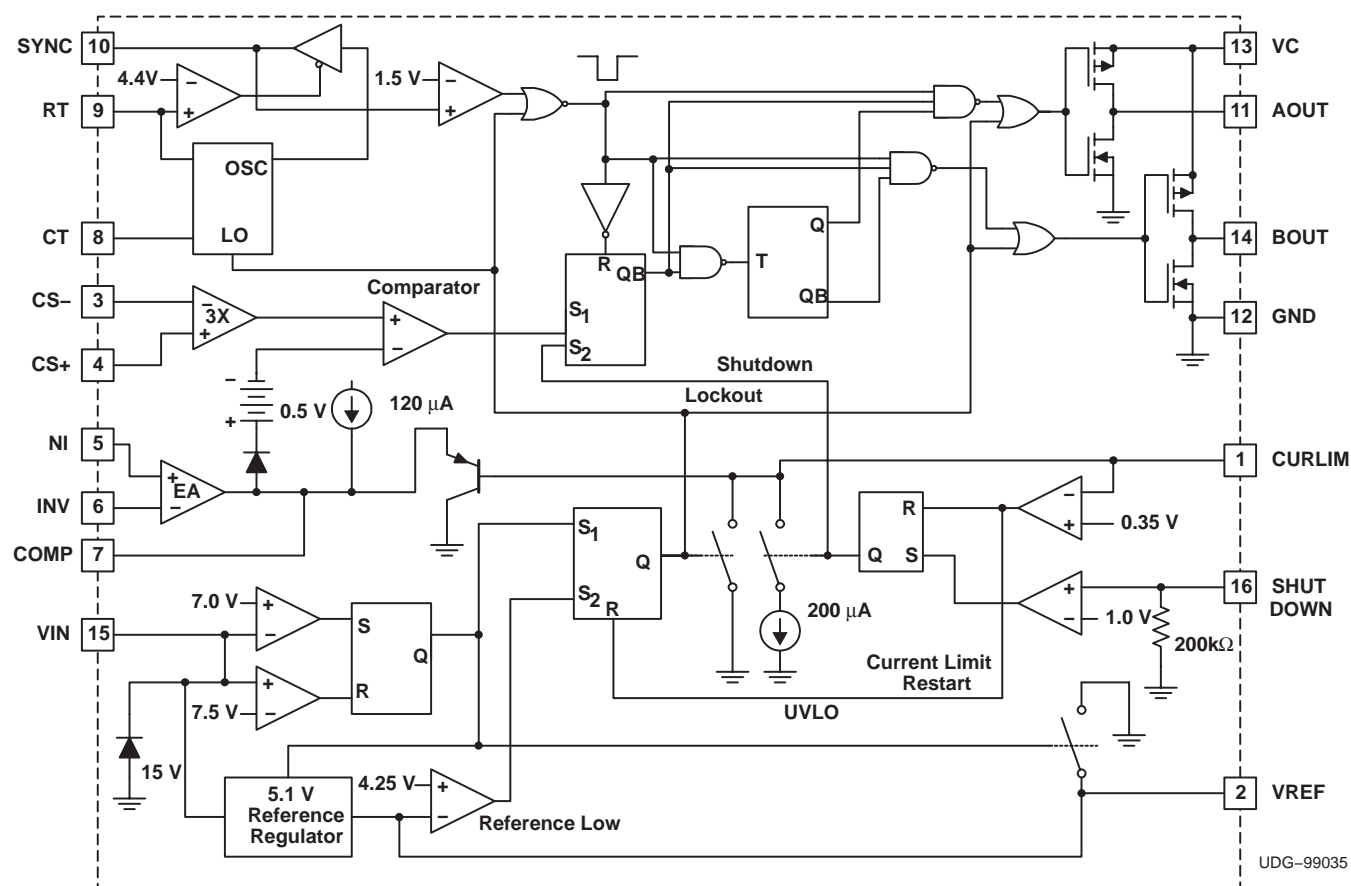 SYNC 10
4.4V
−
+
1.5 V
−
+
13 VC
RT 9
11 AOUT
OSC
LO
CT 8
Q
T
QB
14 BOUT
R
QB
S1
S2
CS− 3
−
3X
+
Comparator
+
−
12 GND
CS+ 4
Shutdown
Lockout
−
0.5 V
+
120 μA
NI 5
+
EA
−
INV 6
COMP 7
1 CURLIM
R
Q S
−
+
0.35 V
S1
Q
S2
R
+
−
1.0 V
16 SHUT
DOWN
200kΩ
200 μA
7.0 V
+
−
VIN 15
S
Q
R
+
−
7.5 V
Current Limit
Restart
UVLO
15 V
5.1 V
Reference
Regulator
4.25 V
+
−
Reference Low
2 VREF
UDG−99035